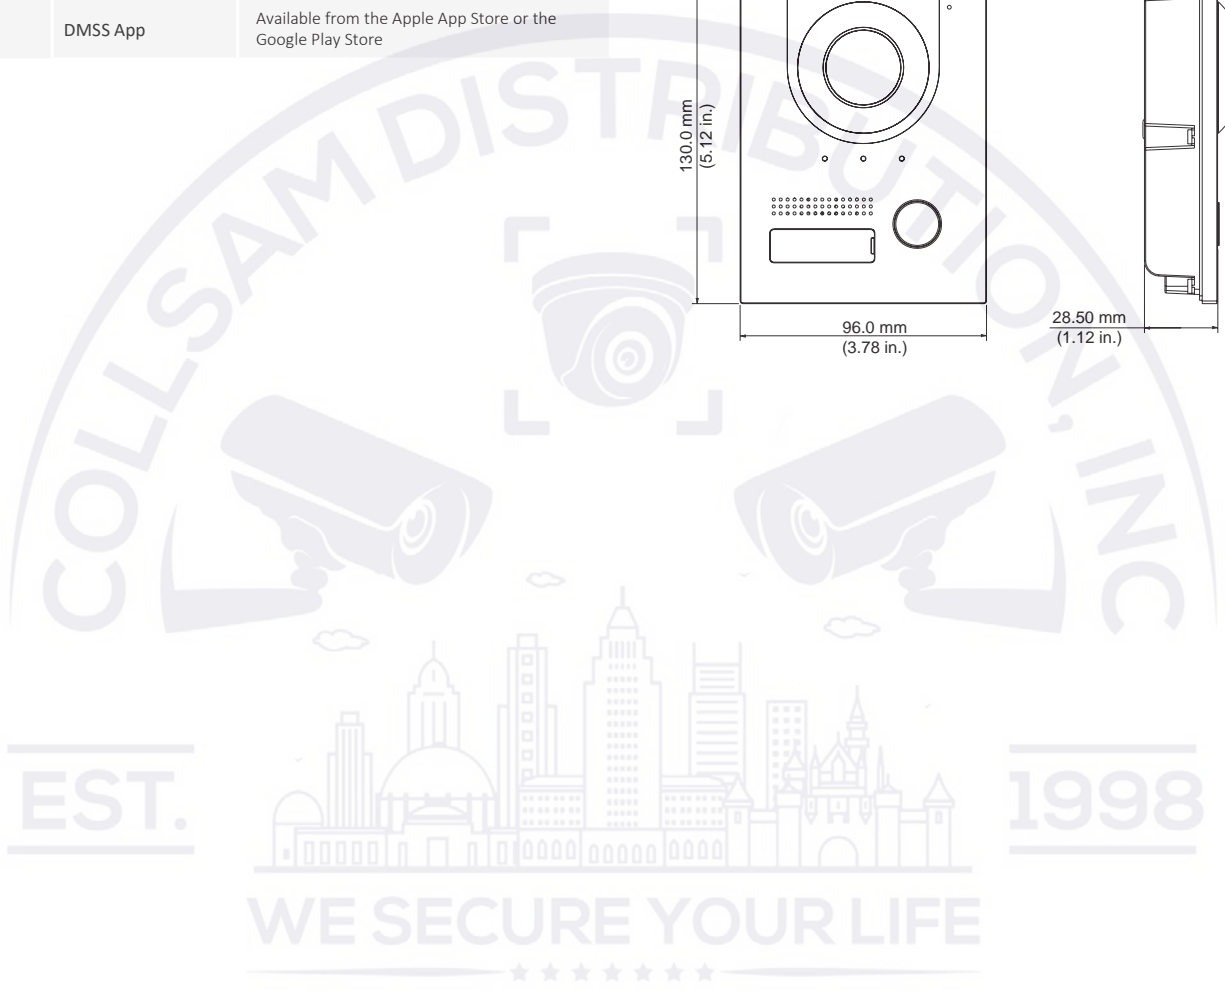 DMSS App
Available from the Apple App Store or the
Google Play Store
130.0 mm
(5.12 in.)
96.0 mm
(3.78 in.)
28.50 mm
(1.12 in.)
COLLSAM DISTRIBUTION, INC
EST.
1998
WE SECURE YOUR LIFE